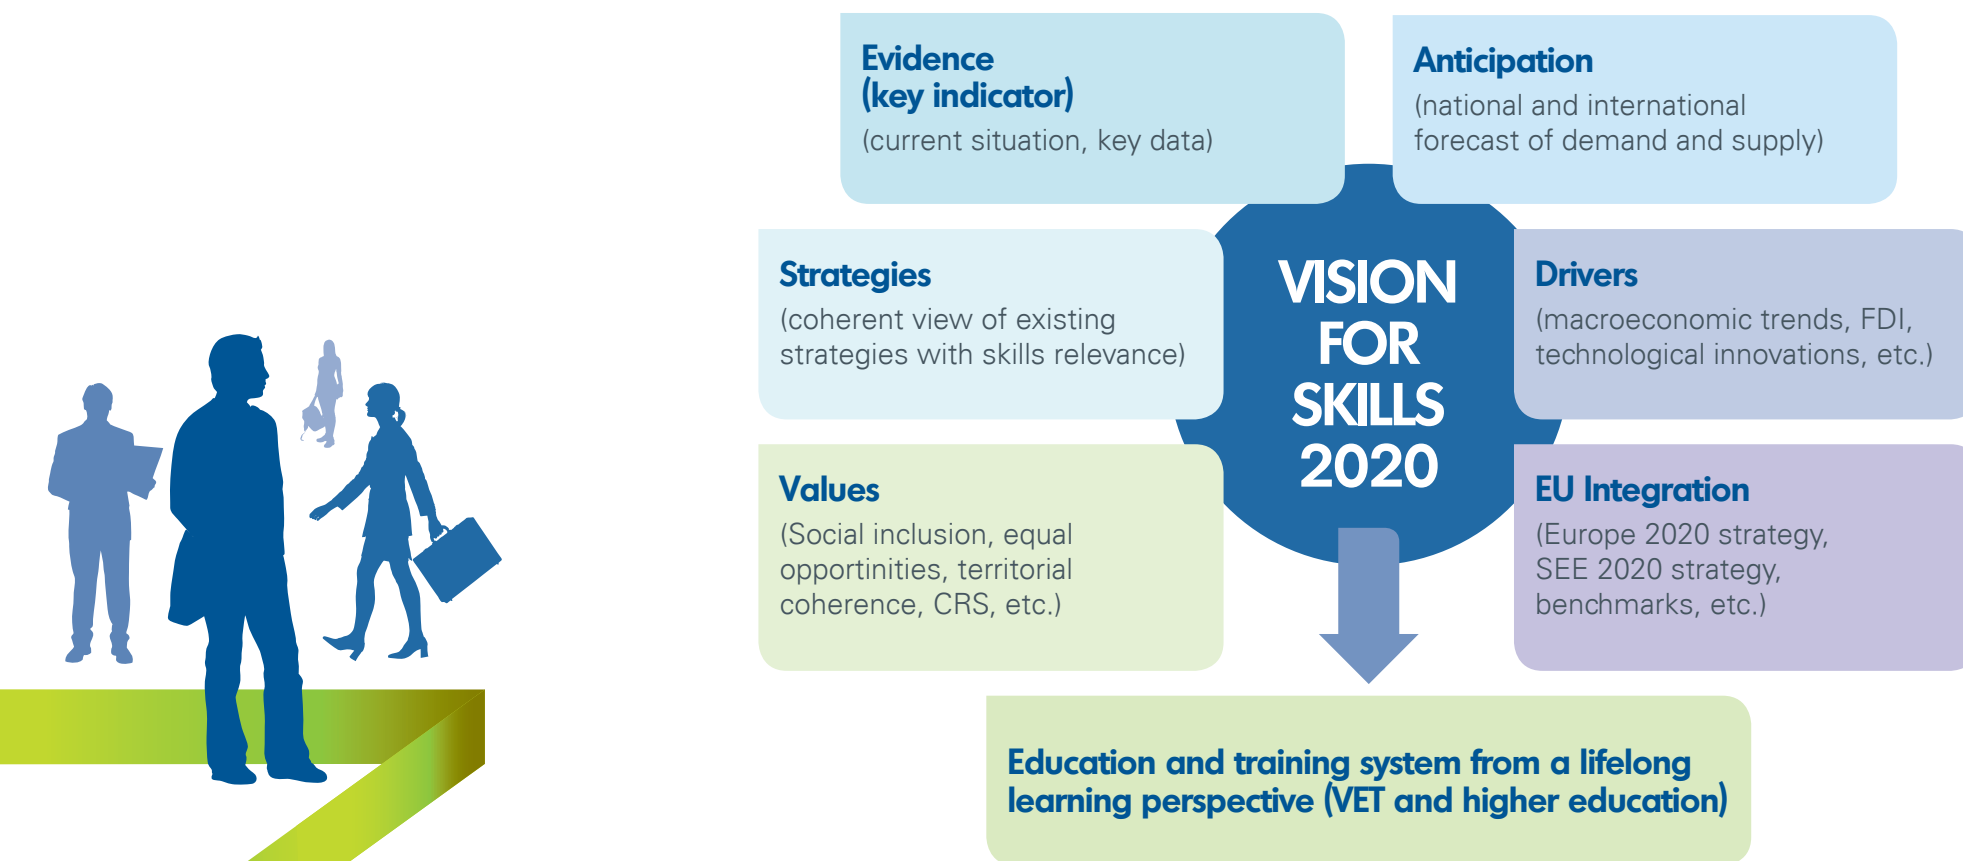 Evidence
(key indicator)
(current situation, key data)
Anticipation
(national and international
forecast of demand and supply)
Strategies
(coherent view of existing
strategies with skills relevance)
VISION
FOR
SKILLS
2020
Drivers
(macroeconomic trends, FDI,
technological innovations, etc.)
Values
(Social inclusion, equal
opportinities, territorial
coherence, CRS, etc.)
EU Integration
(Europe 2020 strategy,
SEE 2020 strategy,
benchmarks, etc.)
Education and training system from a lifelong
learning perspective (VET and higher education)